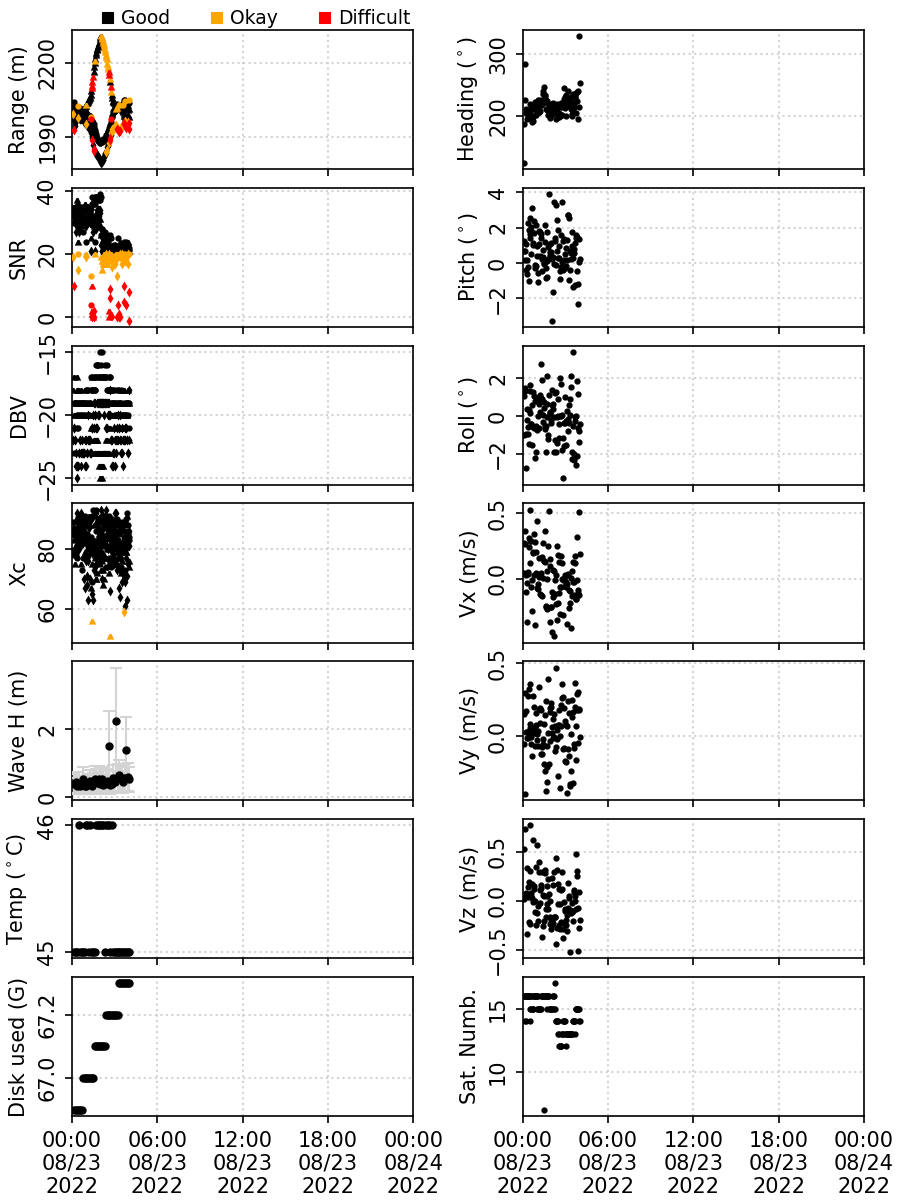 Good Okay Difficult
Range (m)
2200
1990
Heading (°)
300
200
SNR
40
20
0
Pitch (°)
4
2
0
−2
DBV
−15
−20
−25
Roll (°)
2
0
−2
Xc
80
60
Vx (m/s)
0.5
0.0
Wave H (m)
2
0
Vy (m/s)
0.5
0.0
Temp (°C)
46
45
Vz (m/s)
0.5
0.0
−0.5
Disk used (G)
67.2
67.0
Sat. Numb.
15
10
00:00 06:00 12:00 18:00 00:00
08/23 08/23 08/23 08/23 08/24
2022 2022 2022 2022 2022
00:00 06:00 12:00 18:00 00:00
08/23 08/23 08/23 08/23 08/24
2022 2022 2022 2022 2022